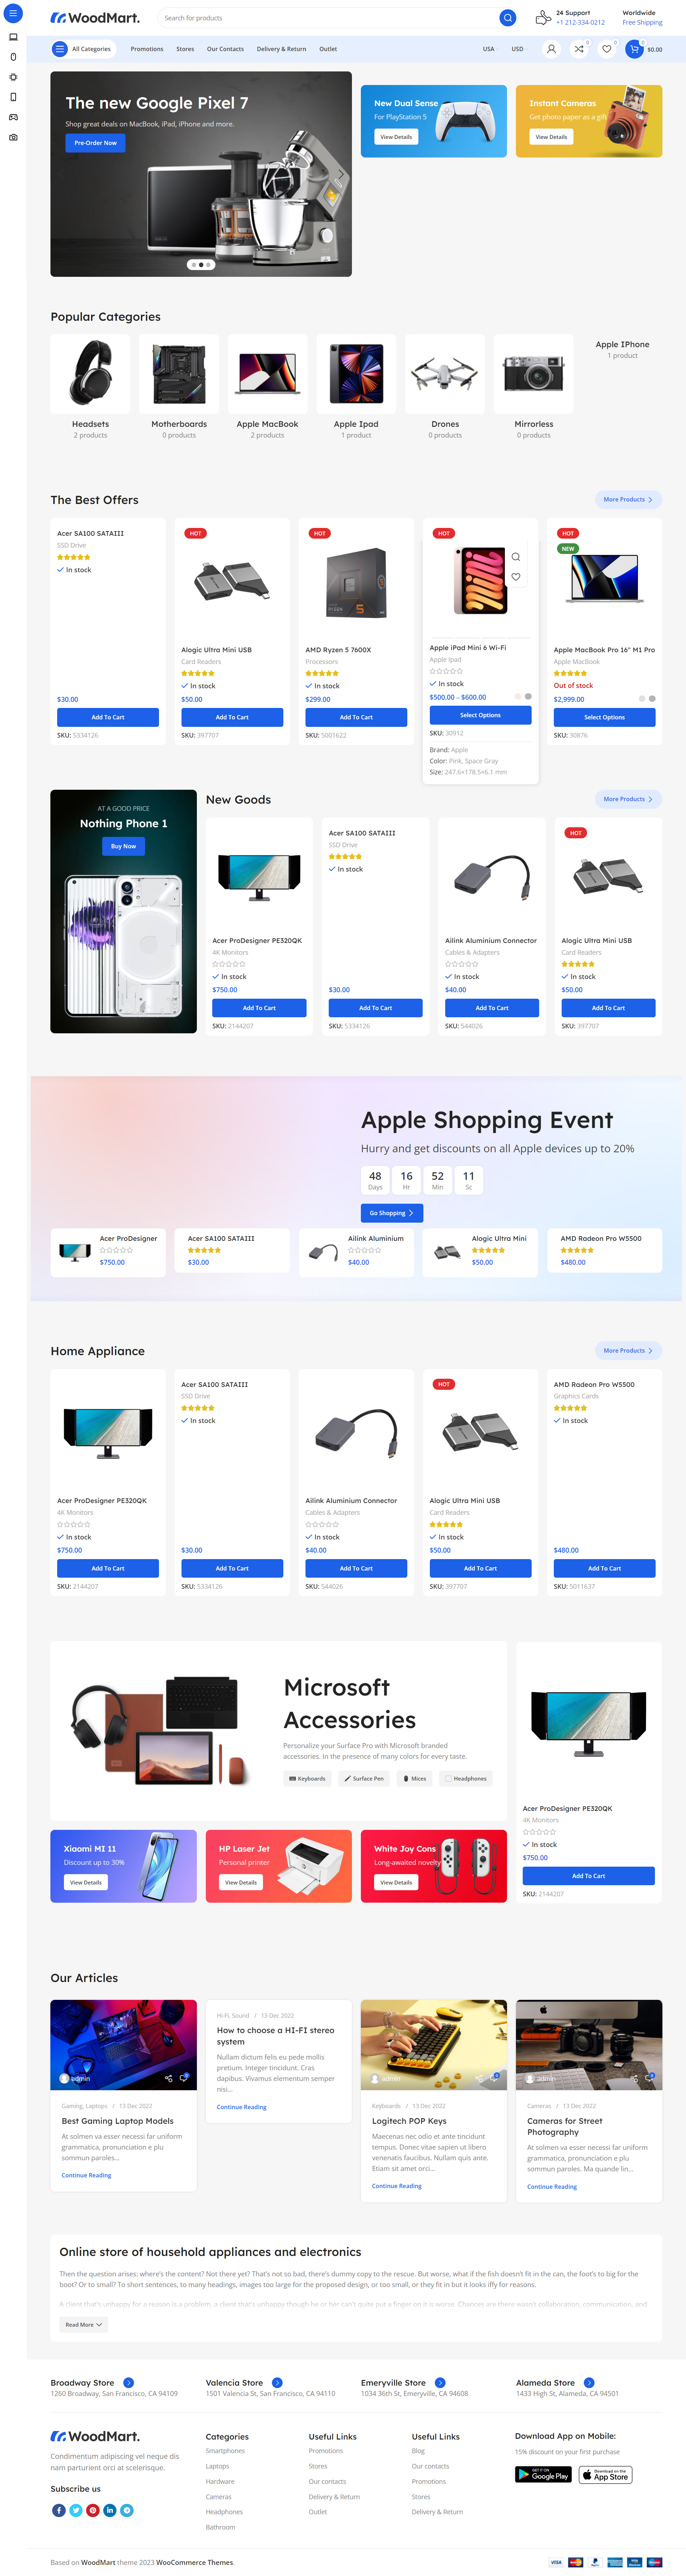 WoodMart.
Search for products
24 Support
+1 212-334-0212
Worldwide
Free Shipping
All Categories
Promotions
Stores
Our Contacts
Delivery & Return
Outlet
USA
USD
0
0
0
$0.00
The new Google Pixel 7
Shop great deals on MacBook, iPad, iPhone and more.
Pre-Order Now
New Dual Sense
For PlayStation 5
View Details
Instant Cameras
Get photo paper as a gift
View Details
Popular Categories
Headsets
2 products
Motherboards
0 products
Apple MacBook
2 products
Apple Ipad
1 product
Drones
0 products
Mirrorless
0 products
Apple IPhone
1 product
The Best Offers
More Products
Acer SA100 SATAIII
SSD Drive
In stock
$30.00
Add To Cart
SKU: 5334126
HOT
Alogic Ultra Mini USB
Card Readers
In stock
$50.00
Add To Cart
SKU: 397707
HOT
RYZEN
5
AMD Ryzen 5 7600X
Processors
In stock
$299.00
Add To Cart
SKU: 5001622
HOT
Apple iPad Mini 6 Wi-Fi
Apple Ipad
In stock
$500.00 – $600.00
Select Options
SKU: 30912
Brand: Apple
Color: Pink, Space Gray
Size: 247.6×178.5×6.1 mm
HOT
NEW
Apple MacBook Pro 16" M1 Pro
Apple MacBook
Out of stock
$2,999.00
Select Options
SKU: 30876
AT A GOOD PRICE
Nothing Phone 1
Buy Now
New Goods
More Products
Acer ProDesigner PE320QK
4K Monitors
In stock
$750.00
Add To Cart
SKU: 2144207
Acer SA100 SATAIII
SSD Drive
In stock
$30.00
Add To Cart
SKU: 5334126
Ailink Aluminium Connector
Cables & Adapters
In stock
$40.00
Add To Cart
SKU: 544026
HOT
Alogic Ultra Mini USB
Card Readers
In stock
$50.00
Add To Cart
SKU: 397707
Apple Shopping Event
Hurry and get discounts on all Apple devices up to 20%
48
Days
16
Hr
52
Min
11
Sc
Go Shopping
Acer ProDesigner
$750.00
Acer SA100 SATAIII
$30.00
Ailink Aluminium
$40.00
Alogic Ultra Mini
$50.00
AMD Radeon Pro W5500
$480.00
Home Appliance
More Products
Acer ProDesigner PE320QK
4K Monitors
In stock
$750.00
Add To Cart
SKU: 2144207
Acer SA100 SATAIII
SSD Drive
In stock
$30.00
Add To Cart
SKU: 5334126
Ailink Aluminium Connector
Cables & Adapters
In stock
$40.00
Add To Cart
SKU: 544026
HOT
Alogic Ultra Mini USB
Card Readers
In stock
$50.00
Add To Cart
SKU: 397707
AMD Radeon Pro W5500
Graphics Cards
In stock
$480.00
Add To Cart
SKU: 5011637
Microsoft
Accessories
Personalize your Surface Pro with Microsoft branded
accessories. In the presence of many colors for every taste.
Keyboards
Surface Pen
Mices
Headphones
Xiaomi MI 11
Discount up to 30%
View Details
HP Laser Jet
Personal printer
View Details
White Joy Cons
Long-awaited novelty
View Details
Acer ProDesigner PE320QK
4K Monitors
In stock
$750.00
Add To Cart
SKU: 2144207
Our Articles
admin
0
Gaming, Laptops / 13 Dec 2022
Best Gaming Laptop Models
At solmen va esser necessi far uniform
grammatica, pronunciation e plu
sommun paroles...
Continue Reading
Hi-Fi, Sound / 13 Dec 2022
How to choose a HI-FI stereo
system
Nullam dictum felis eu pede mollis
pretium. Integer tincidunt. Cras
dapibus. Vivamus elementum semper
nisi...
Continue Reading
admin
0
Keyboards / 13 Dec 2022
Logitech POP Keys
Maecenas nec odio et ante tincidunt
tempus. Donec vitae sapien ut libero
venenatis faucibus. Nullam quis ante.
Etiam sit amet orci...
Continue Reading
admin
0
Cameras / 13 Dec 2022
Cameras for Street
Photography
At solmen va esser necessi far uniform
grammatica, pronunciation e plu
sommun paroles. Ma quande lin...
Continue Reading
Online store of household appliances and electronics
Then the question arises: where's the content? Not there yet? That's not so bad, there's dummy copy to the rescue. But worse, what if the fish doesn't fit in the can, the foot's to big for the
boot? Or to small? To short sentences, to many headings, images too large for the proposed design, or too small, or they fit in but it looks iffy for reasons.
A client that's unhappy for a reason is a problem, a client that's unhappy though he or her can't quite put a finger on it is worse. Chances are there wasn't collaboration, communication, and
Read More
Broadway Store
1260 Broadway, San Francisco, CA 94109
Valencia Store
1501 Valencia St, San Francisco, CA 94110
Emeryville Store
1034 36th St, Emeryville, CA 94608
Alameda Store
1433 High St, Alameda, CA 94501
WoodMart.
Condimentum adipiscing vel neque dis
nam parturient orci at scelerisque.
Subscribe us
Categories
Smartphones
Laptops
Hardware
Cameras
Headphones
Bathroom
Useful Links
Promotions
Stores
Our contacts
Delivery & Return
Outlet
Useful Links
Blog
Our contacts
Promotions
Stores
Delivery & Return
Download App on Mobile:
15% discount on your first purchase
GET IT ON
Google Play
Download on the
App Store
Based on WoodMart theme 2023 WooCommerce Themes.
VISA
PayPal